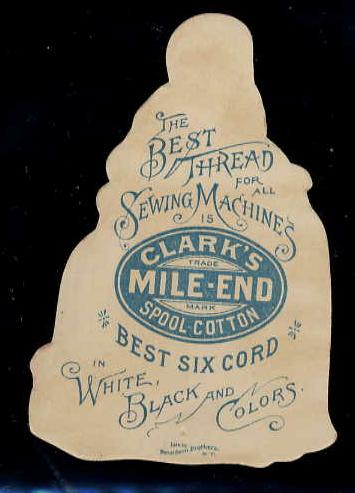 THE
BEST
THREAD
FOR
ALL
SEWING MACHINES
IS
CLARK'S
TRADE
MILE-END
MARK
SPOOL-COTTON
BEST SIX CORD
IN
WHITE,
BLACK AND
COLORS.
Brothers,
N.Y.